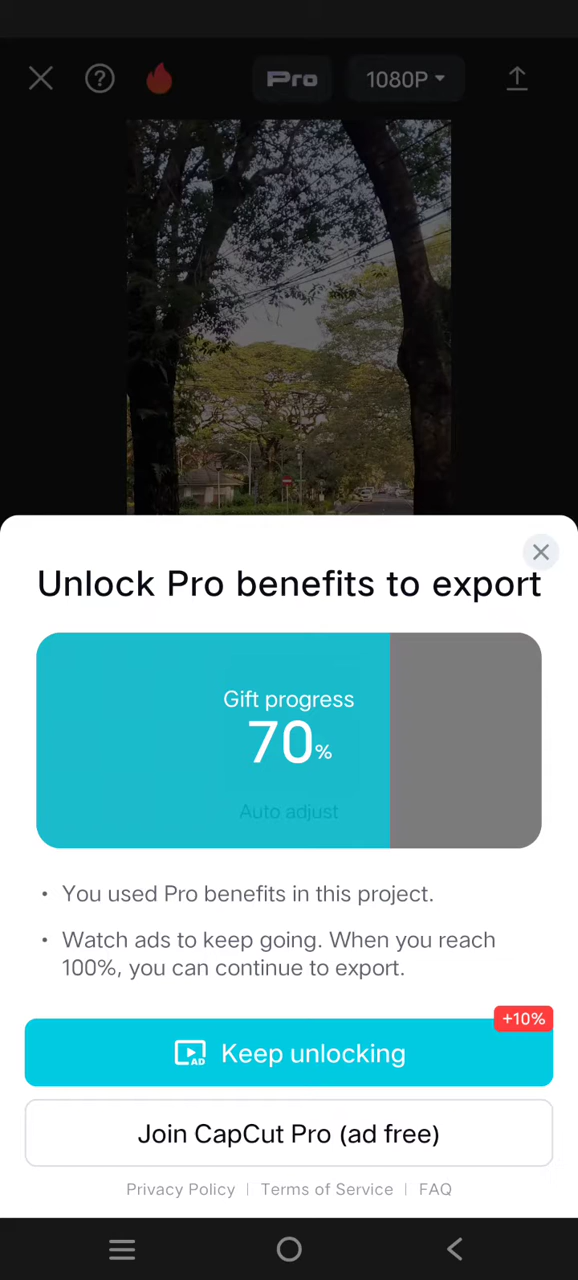 Pro
1080P
Unlock Pro benefits to export
Gift progress
70%
Auto adjust
• You used Pro benefits in this project.
• Watch ads to keep going. When you reach
100%, you can continue to export.
+10%
AD Keep unlocking
Join CapCut Pro (ad free)
Privacy Policy | Terms of Service | FAQ